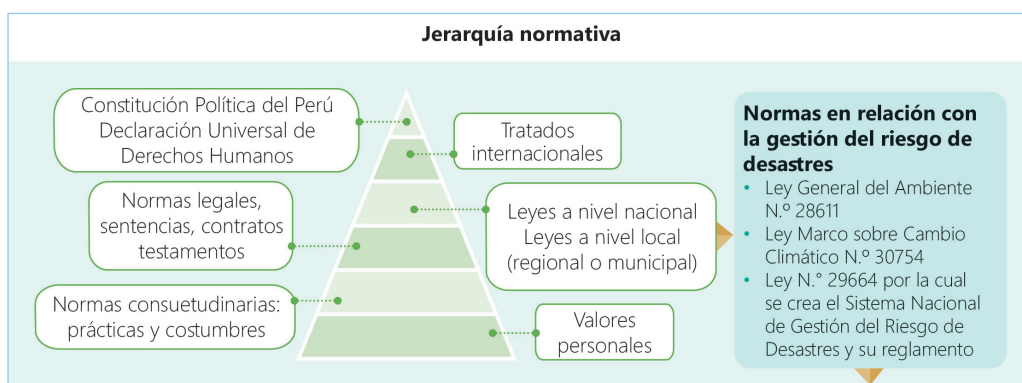 Jerarquía normativa
Constitución Política del Perú
Declaración Universal de
Derechos Humanos
Tratados
internacionales
Normas legales,
sentencias, contratos
testamentos
Leyes a nivel nacional
Leyes a nivel local
(regional o municipal)
Normas consuetudinarias:
prácticas y costumbres
Valores
personales
Normas en relación con
la gestión del riesgo de
desastres
• Ley General del Ambiente
N.º 28611
• Ley Marco sobre Cambio
Climático N.º 30754
• Ley N.° 29664 por la cual
se crea el Sistema Nacional
de Gestión del Riesgo de
Desastres y su reglamento